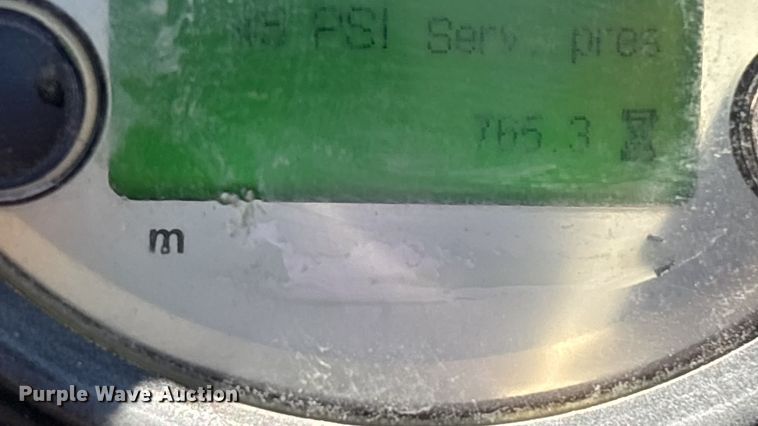 PSI Serv. pres
765.3
m
Purple Wave Auction